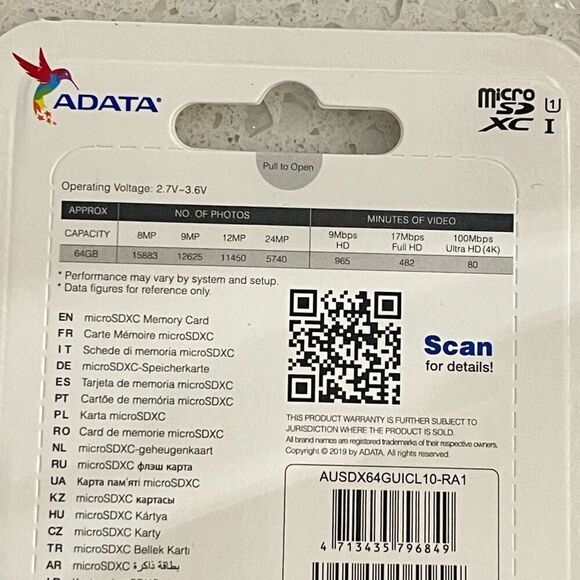 ADATA®
micro SD XC I U1
Pull to Open
Operating Voltage: 2.7V~3.6V
APPROX NO. OF PHOTOS MINUTES OF VIDEO
CAPACITY 8MP 9MP 12MP 24MP 9Mbps HD 17Mbps Full HD 100Mbps Ultra HD (4K)
64GB 15883 12625 11450 5740 965 482 80
* Performance may vary by system and setup.
* Data figures for reference only.
EN microSDXC Memory Card
FR Carte Mémoire microSDXC
IT Schede di memoria microSDXC
DE microSDXC-Speicherkarte
ES Tarjeta de memoria microSDXC
PT Cartõe de memória microSDXC
PL Karta microSDXC
RO Card de memorie microSDXC
NL microSDXC-geheugenkaart
RU microSDXC флэш карта
UA Карта пам'яті microSDXC
KZ microSDXC картасы
HU microSDXC Kártya
CZ microSDXC Karty
TR microSDXC Bellek Kartı
AR microSDXC بطاقة ذاكرة
Scan
for details!
THIS PRODUCT WARRANTY IS FURTHER SUBJECT TO
JURISDICTION WHERE THE PRODUCT IS SOLD.
All brand names are registered trademarks of their respective owners.
Copyright © 2019 by ADATA. All rights reserved.
AUSDX64GUICL10-RA1
4 713435 796849